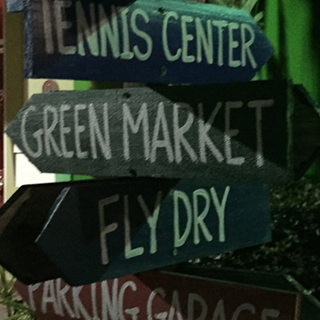 TENNIS CENTER
GREEN MARKET
FLY DRY
PARKING GARAGE